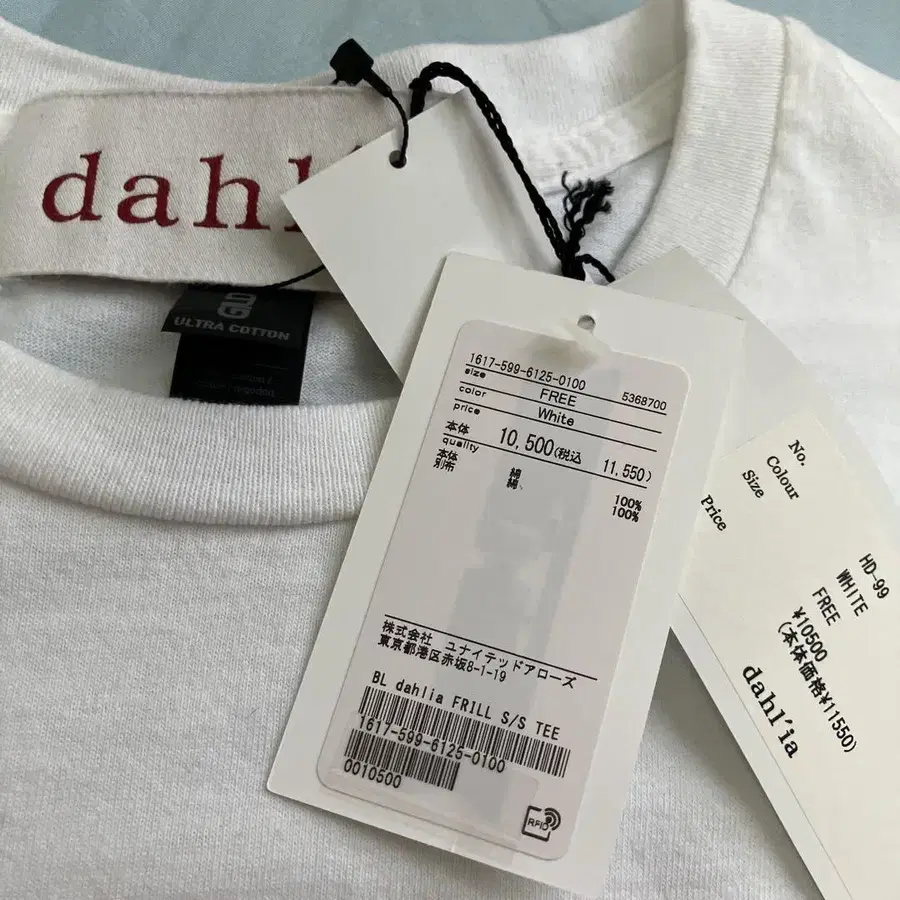 dahl'
ULTRA COTTON
1617-599-6125-0100
size FREE 5368700
color White
price
本体 10,500(税込 11,550)
quality
本体 綿 100%
別布 綿、 100%
株式会社 ユナイテッドアローズ
東京都港区赤坂8-1-19
BL dahlia FRILL S/S TEE
1617-599-6125-0100
0010500
RFID
No. HD-99
Colour WHITE
Size FREE
Price ¥10500
(本体価格¥11550)
dahl'ia